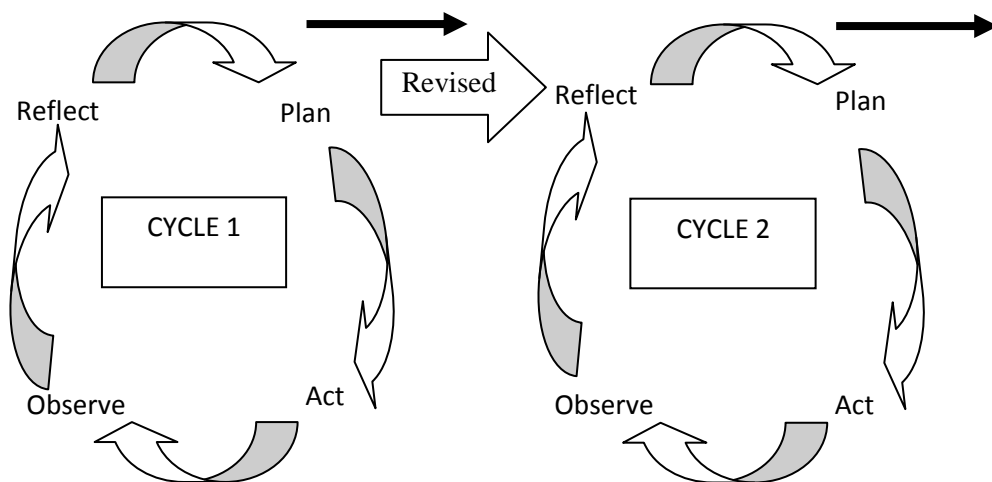 Reflect
Plan
CYCLE 1
Observe
Act
Revised
Reflect
Plan
CYCLE 2
Observe
Act